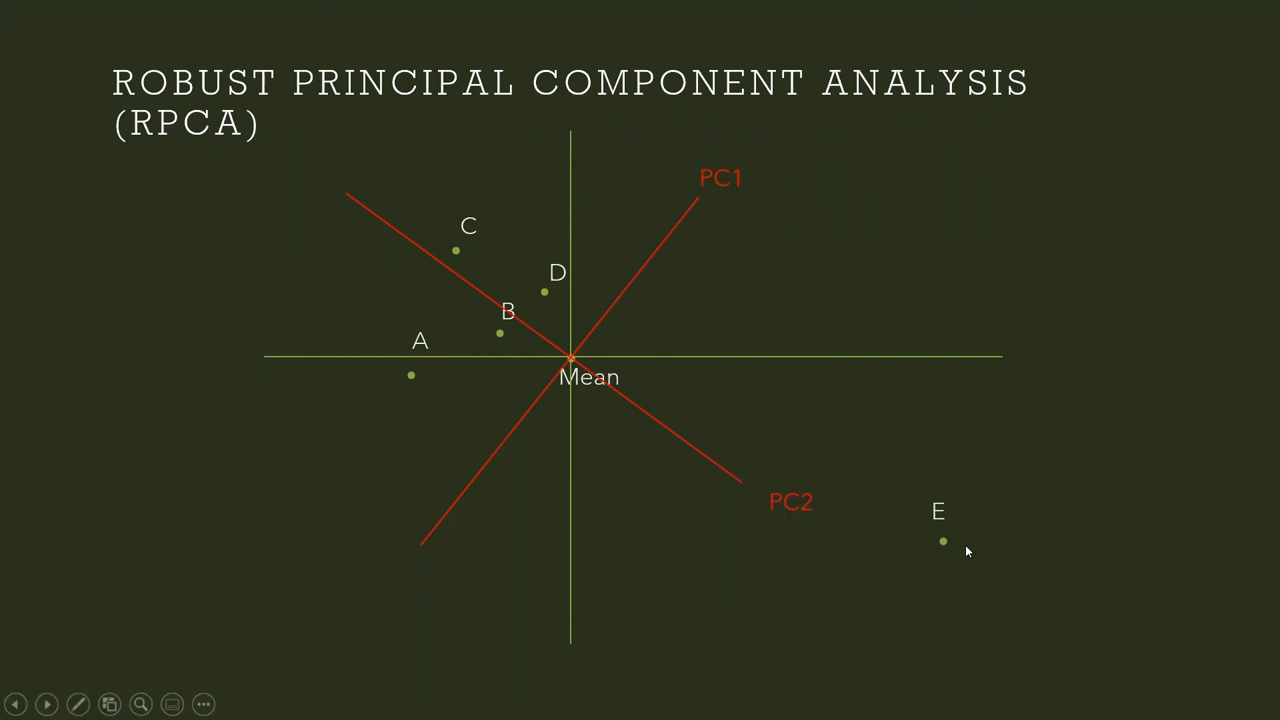 ROBUST PRINCIPAL COMPONENT ANALYSIS
(RPCA)
PC1
C
D
B
A
Mean
PC2
E